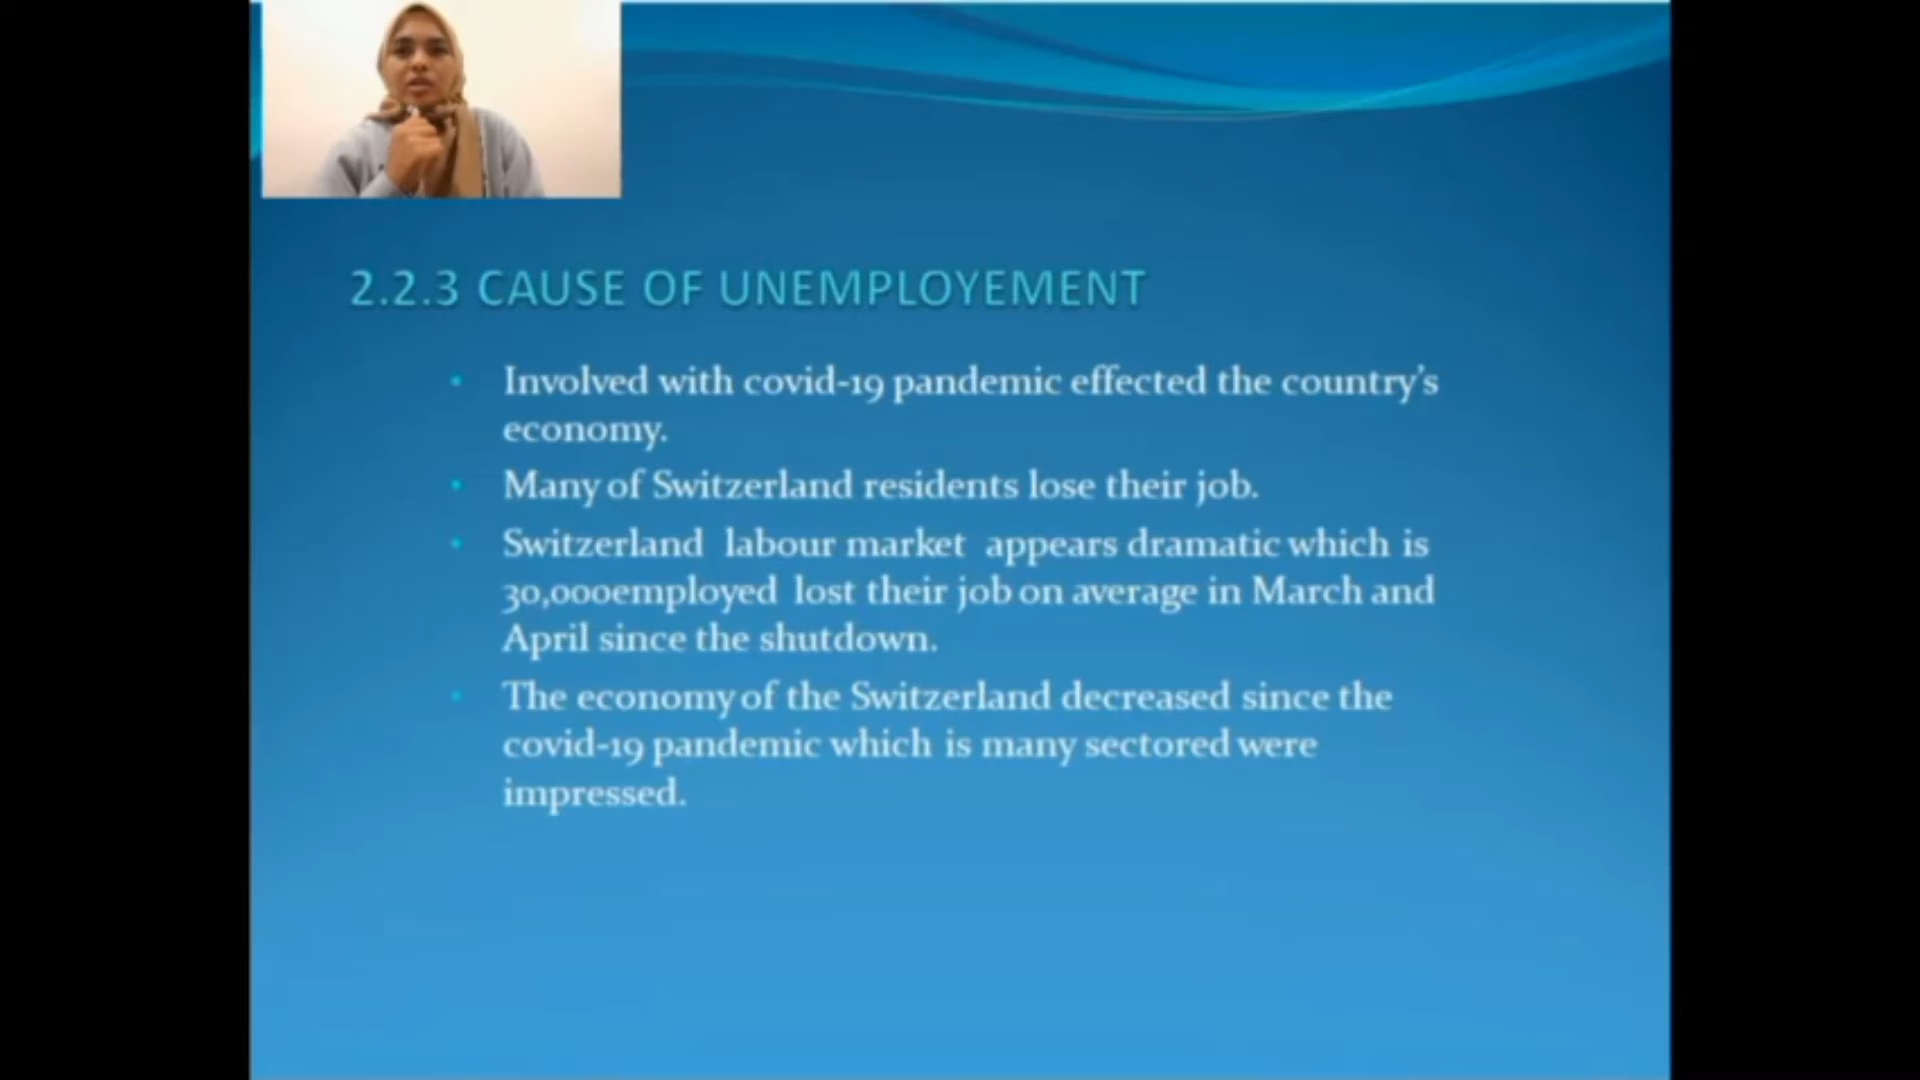 2.2.3 CAUSE OF UNEMPLOYEMENT
• Involved with covid-19 pandemic effected the country's
economy.
• Many of Switzerland residents lose their job.
• Switzerland labour market appears dramatic which is
30,000employed lost their job on average in March and
April since the shutdown.
• The economy of the Switzerland decreased since the
covid-19 pandemic which is many sectored were
impressed.